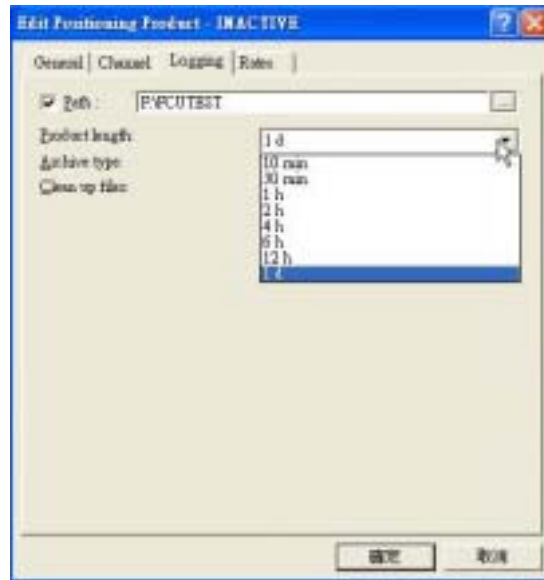 Edit Positioning Product - INACTIVE
General Channel Logging Rates
Path :
Product length:
1 d
Archive type:
Clean up files:
10 min
30 min
1 h
2 h
4 h
6 h
12 h
1 d
確定 取消